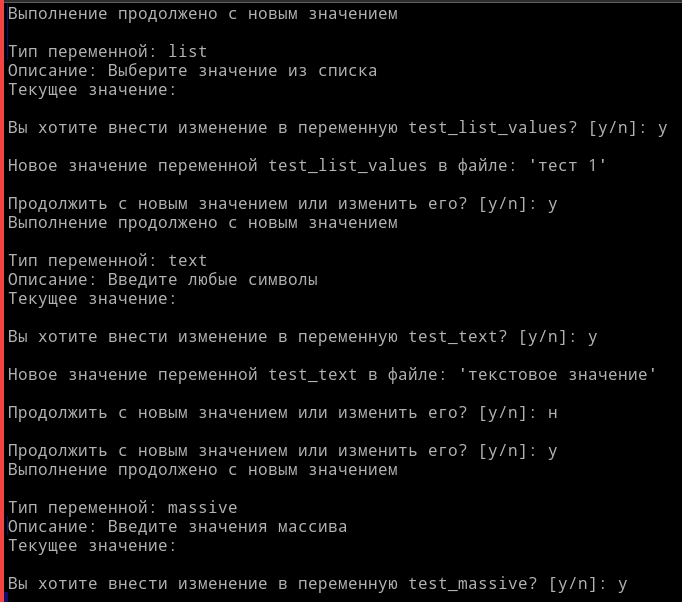 Выполнение продолжено с новым значением
Тип переменной: list
Описание: Выберите значение из списка
Текущее значение:
Вы хотите внести изменение в переменную test_list_values? [y/n]: y
Новое значение переменной test_list_values в файле: 'тест 1'
Продолжить с новым значением или изменить его? [y/n]: y
Выполнение продолжено с новым значением
Тип переменной: text
Описание: Введите любые символы
Текущее значение:
Вы хотите внести изменение в переменную test_text? [y/n]: y
Новое значение переменной test_text в файле: 'текстовое значение'
Продолжить с новым значением или изменить его? [y/n]: н
Продолжить с новым значением или изменить его? [y/n]: y
Выполнение продолжено с новым значением
Тип переменной: massive
Описание: Введите значения массива
Текущее значение:
Вы хотите внести изменение в переменную test_massive? [y/n]: y